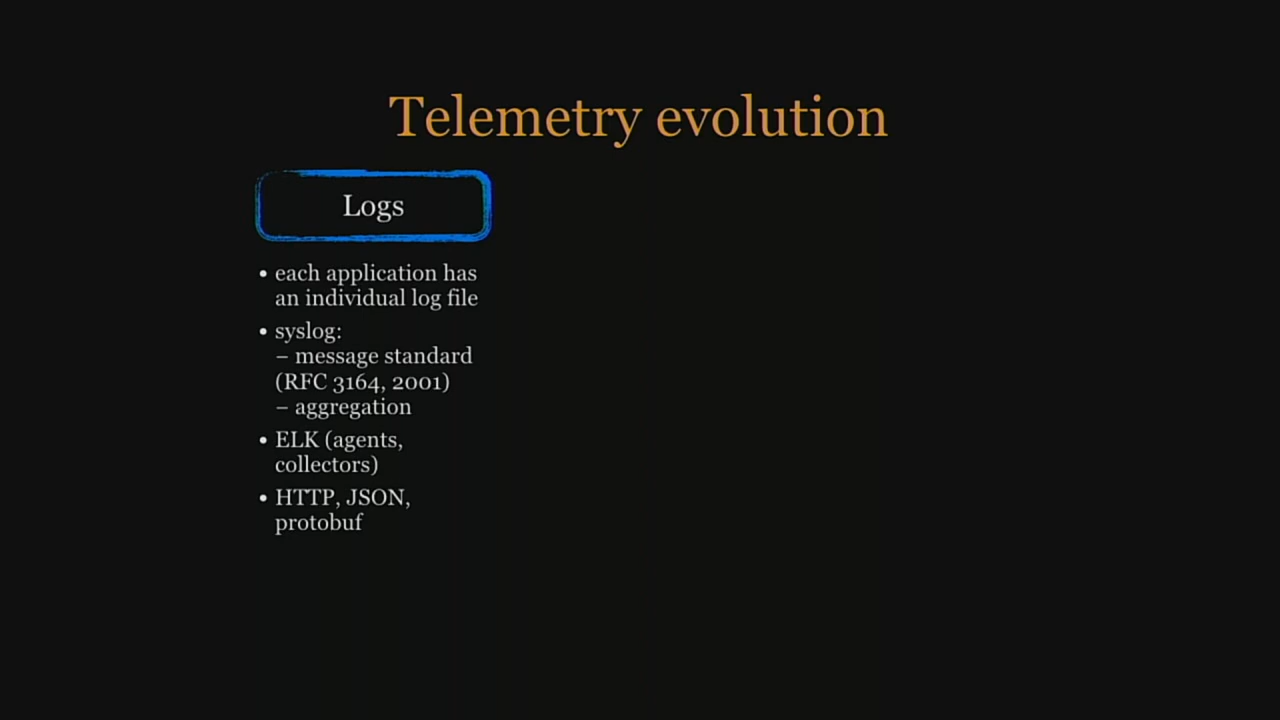 Telemetry evolution
Logs
• each application has
an individual log file
• syslog:
– message standard
(RFC 3164, 2001)
– aggregation
• ELK (agents,
collectors)
• HTTP, JSON,
protobuf